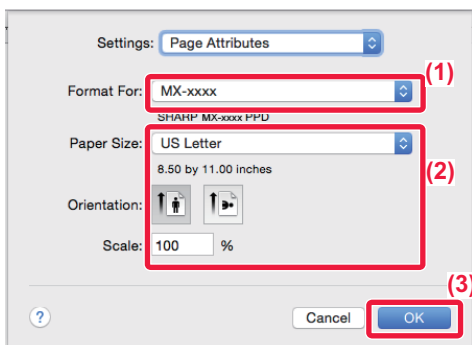 Settings: Page Attributes
(1)
Format For: MX-xxxx
SHARP MX-xxxx PPD
Paper Size: US Letter
8.50 by 11.00 inches
(2)
Orientation:
Scale: 100 %
(3)
? Cancel OK